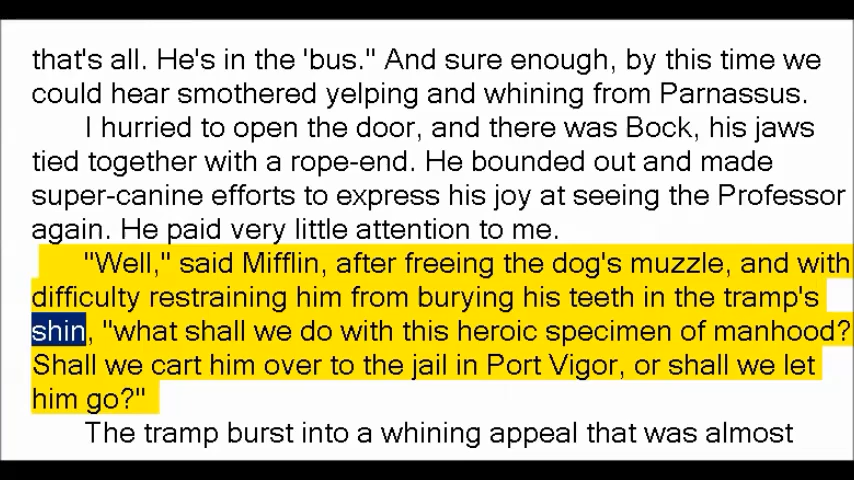 that's all. He's in the 'bus." And sure enough, by this time we
could hear smothered yelping and whining from Parnassus.
I hurried to open the door, and there was Bock, his jaws
tied together with a rope-end. He bounded out and made
super-canine efforts to express his joy at seeing the Professor
again. He paid very little attention to me.
"Well," said Mifflin, after freeing the dog's muzzle, and with
difficulty restraining him from burying his teeth in the tramp's
shin, "what shall we do with this heroic specimen of manhood?
Shall we cart him over to the jail in Port Vigor, or shall we let
him go?"
The tramp burst into a whining appeal that was almost